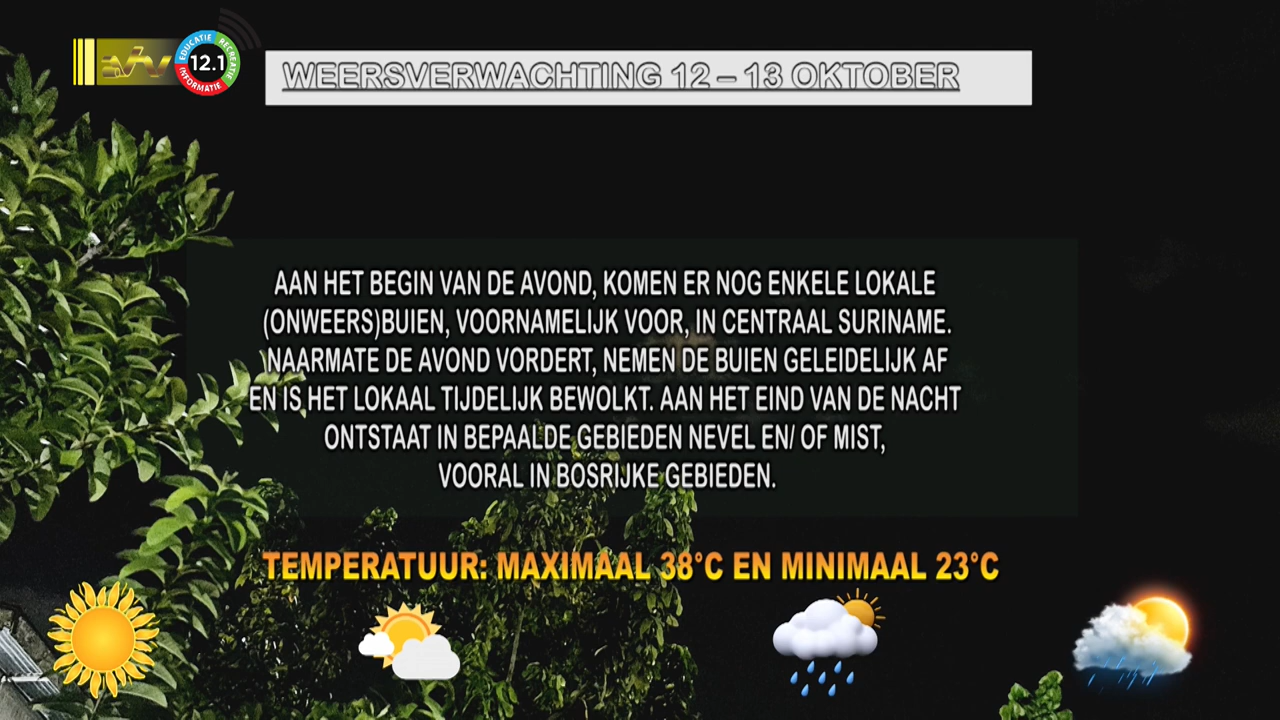 EDUCATIE
RECREATIE
INFORMATIE
12.1
WEERSVERWACHTING 12 – 13 OKTOBER
AAN HET BEGIN VAN DE AVOND, KOMEN ER NOG ENKELE LOKALE
(ONWEERS)BUIEN, VOORNAMELIJK VOOR, IN CENTRAAL SURINAME.
NAARMATE DE AVOND VORDERT, NEMEN DE BUIEN GELEIDELIJK AF
EN IS HET LOKAAL TIJDELIJK BEWOLKT. AAN HET EIND VAN DE NACHT
ONTSTAAT IN BEPAALDE GEBIEDEN NEVEL EN/ OF MIST,
VOORAL IN BOSRIJKE GEBIEDEN.
TEMPERATUUR: MAXIMAAL 38°C EN MINIMAAL 23°C